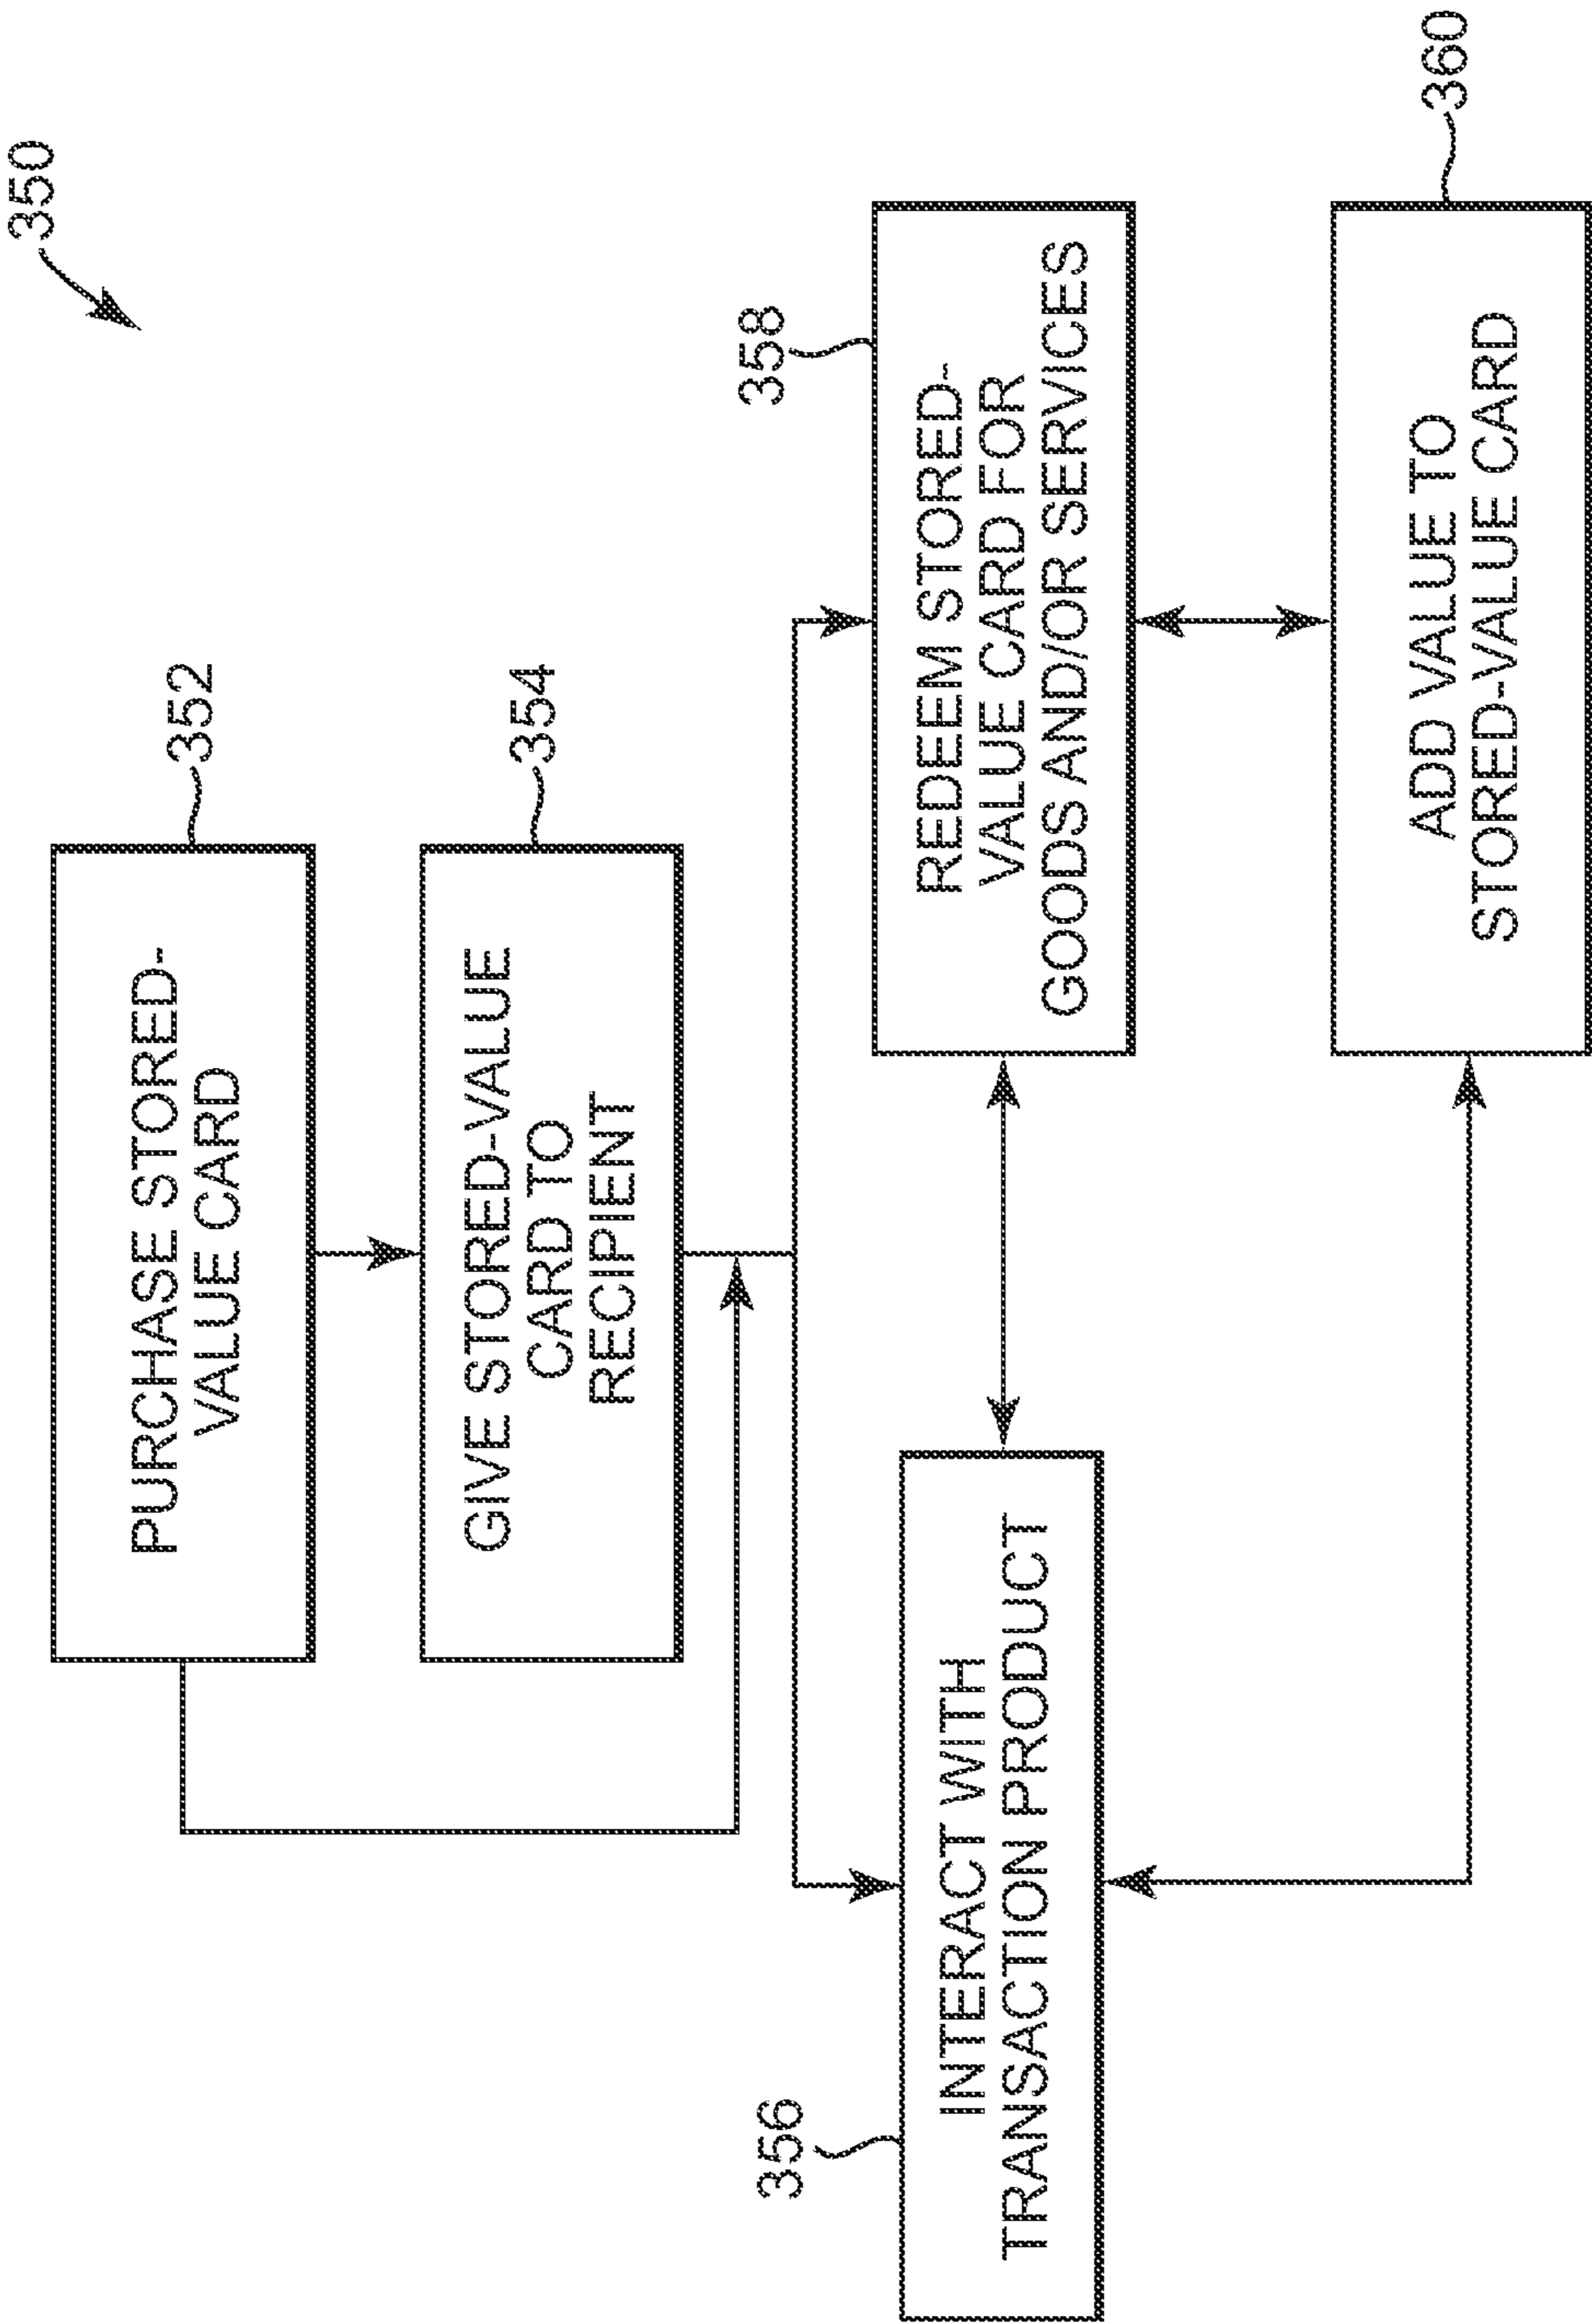 350
PURCHASE STORED-
VALUE CARD
352
GIVE STORED-VALUE
CARD TO
RECIPIENT
354
356
INTERACT WITH
TRANSACTION PRODUCT
358
REDEEM STORED-
VALUE CARD FOR
GOODS AND/OR SERVICES
ADD VALUE TO
STORED-VALUE CARD
360